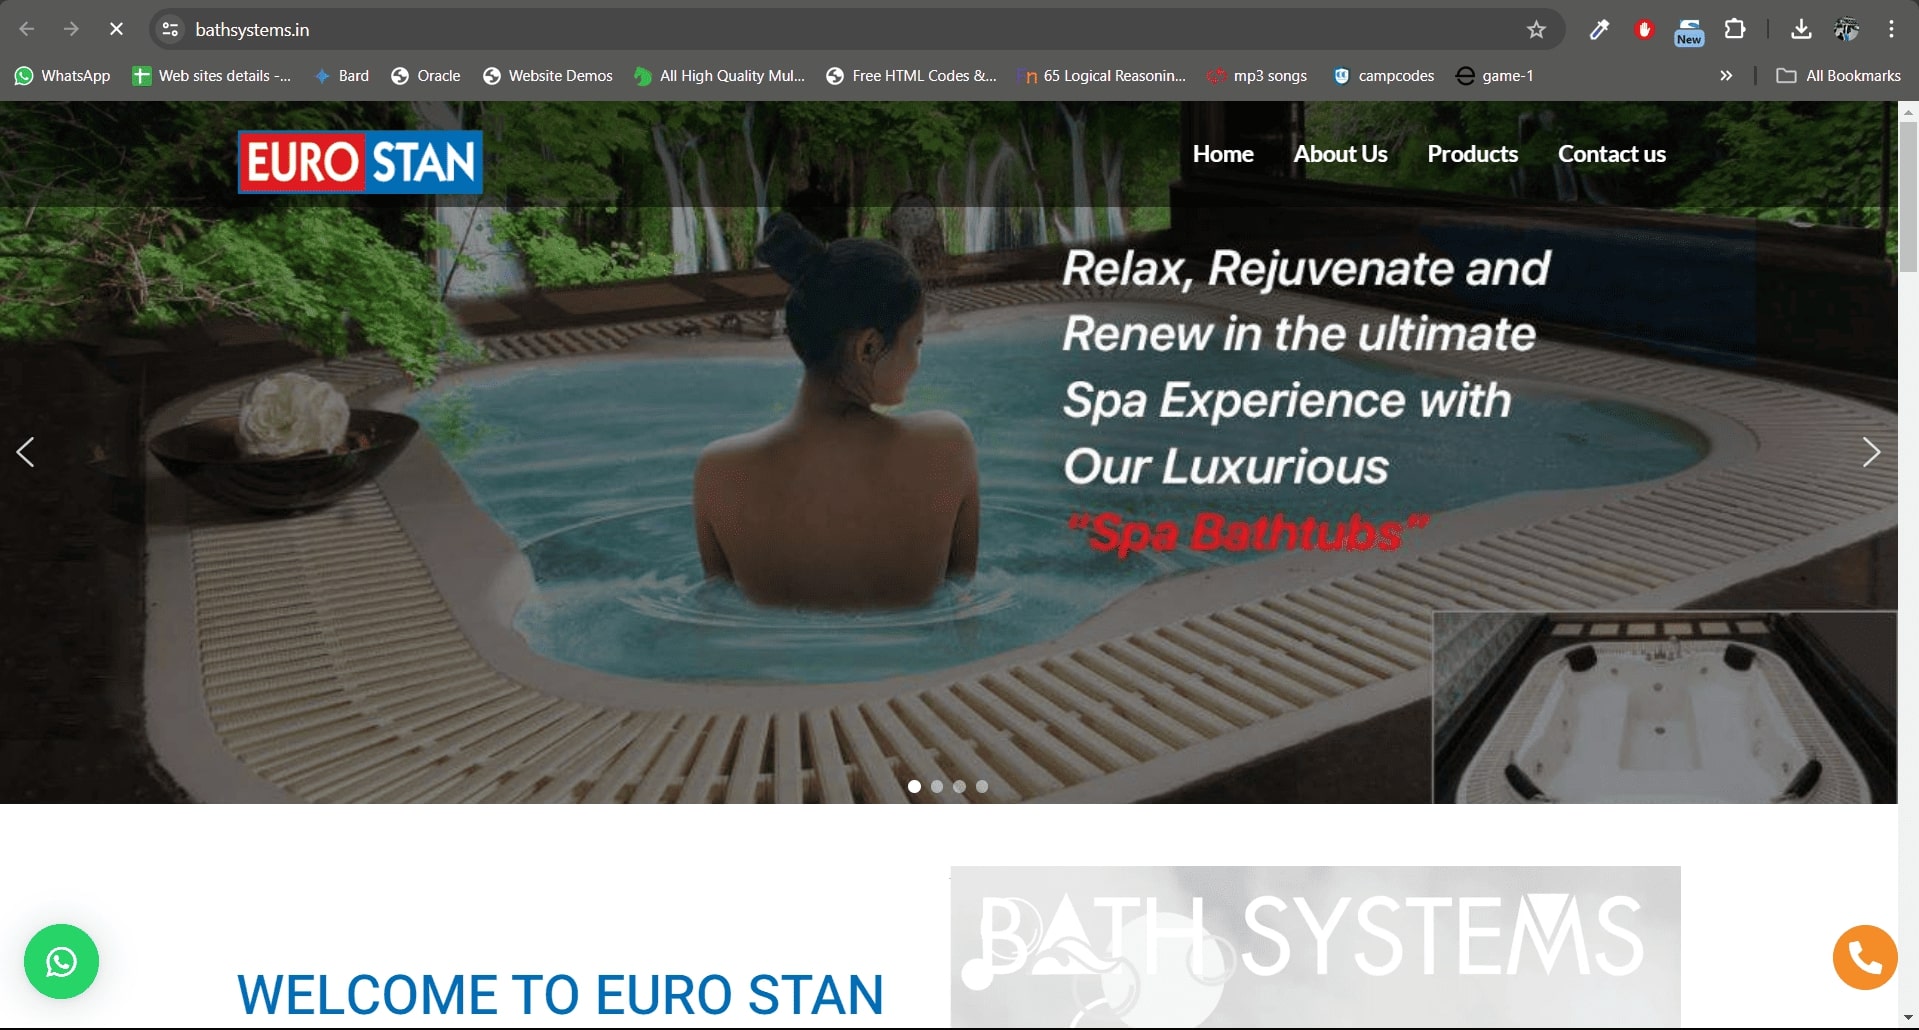 bathsystems.in
New
WhatsApp
Web sites details -...
Bard
Oracle
Website Demos
All High Quality Mul...
Free HTML Codes &...
65 Logical Reasonin...
mp3 songs
campcodes
game-1
»
All Bookmarks
EURO STAN
Home
About Us
Products
Contact us
Relax, Rejuvenate and
Renew in the ultimate
Spa Experience with
Our Luxurious
“Spa Bathtubs”
BATH SYSTEMS
WELCOME TO EURO STAN